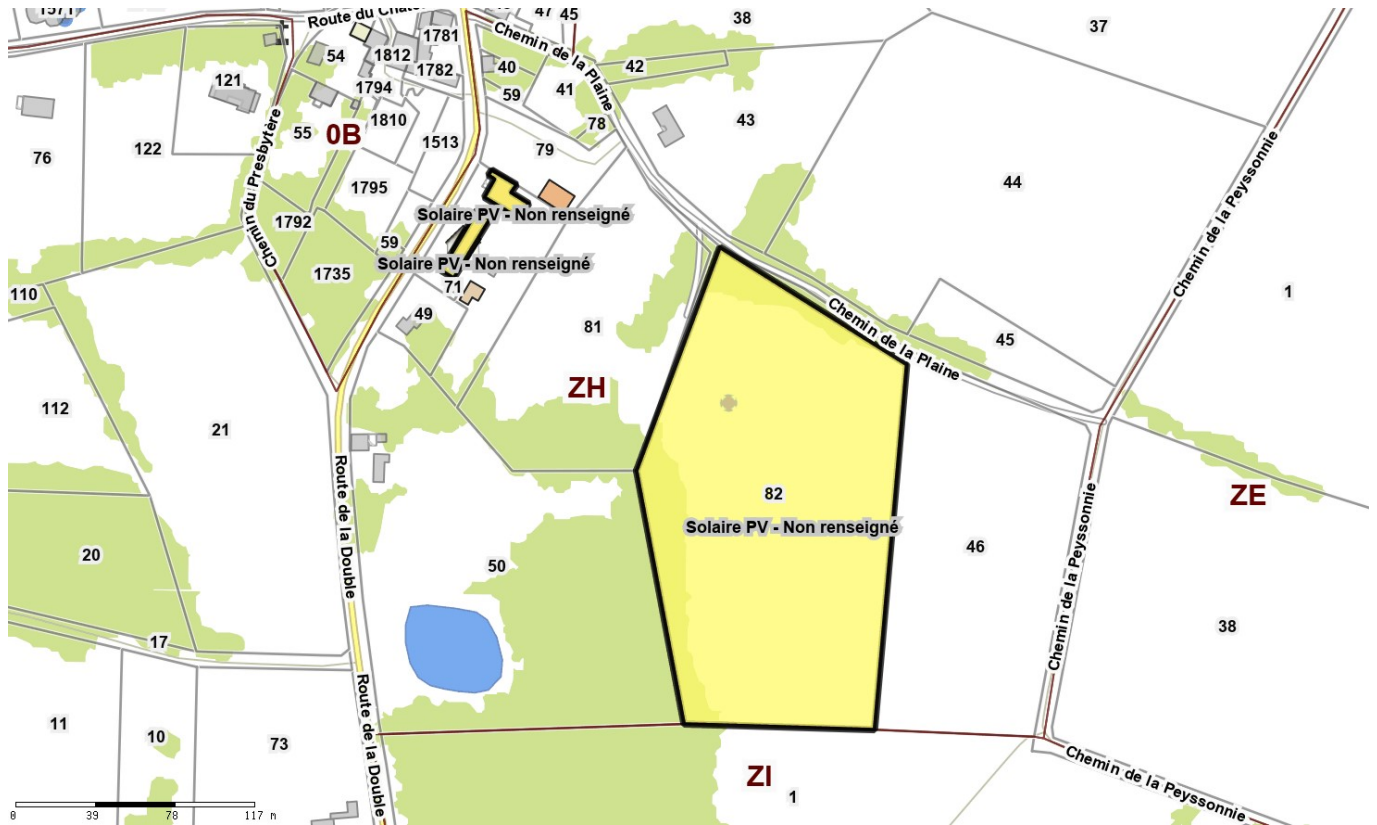 1571
Route du Chate
47
45
38
37
1781
54
1812
1782
Chemin de la Plaine
40
42
121
1794
59
41
55
0B
1810
78
43
76
122
1513
79
Chemin du Presbytère
1795
44
Solaire PV - Non renseigné
1792
59
Solaire PV - Non renseigné
1735
71
110
49
81
Chemin de la Peyssonnie
1
Chemin de la Plaine
45
ZH
112
21
82
ZE
Solaire PV - Non renseigné
46
Route de la Double
20
50
Chemin de la Peyssonnie
38
17
11
10
73
Route de la Double
ZI
1
Chemin de la Peyssonnie
0 39 78 117 m